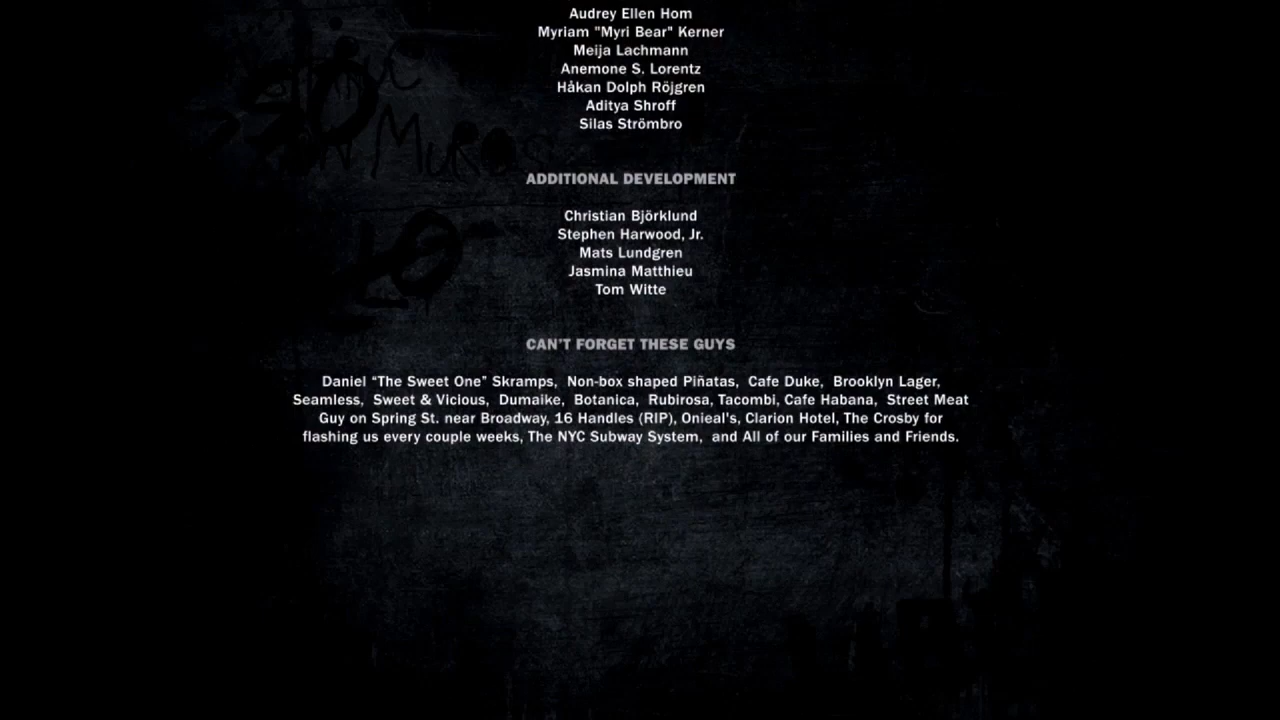 Audrey Ellen Hom
Myriam "Myri Bear" Kerner
Meija Lachmann
Anemone S. Lorentz
Håkan Dolph Röjgren
Aditya Shroff
Silas Strömbro
ADDITIONAL DEVELOPMENT
Christian Björklund
Stephen Harwood, Jr.
Mats Lundgren
Jasmina Matthieu
Tom Witte
CAN'T FORGET THESE GUYS
Daniel “The Sweet One” Skramps, Non-box shaped Piñatas, Cafe Duke, Brooklyn Lager,
Seamless, Sweet & Vicious, Dumaike, Botanica, Rubirosa, Tacombi, Cafe Habana, Street Meat
Guy on Spring St. near Broadway, 16 Handles (RIP), Onieal's, Clarion Hotel, The Crosby for
flashing us every couple weeks, The NYC Subway System, and All of our Families and Friends.